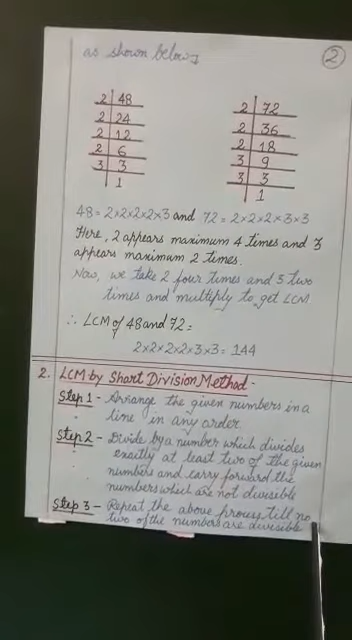 as shown below:-
2
2 | 48
2 | 24
2 | 12
2 | 6
3 | 3
1
2 | 72
2 | 36
2 | 18
3 | 9
3 | 3
1
48 = 2×2×2×2×3 and 72 = 2×2×2×3×3
Here, 2 appears maximum 4 times and 3
appears maximum 2 times.
Now, we take 2 four times and 3 two
times and multiply to get LCM
∴ LCM of 48 and 72 =
2×2×2×2×3×3 = 144
2. LCM by Short Division Method -
Step 1 - Arrange the given numbers in a
line in any order.
Step 2 - Divide by a number which divides
exactly at least two of the given
numbers and carry forward the
numbers which are not divisible
Step 3 - Repeat the above process till no
two of the numbers are divisible